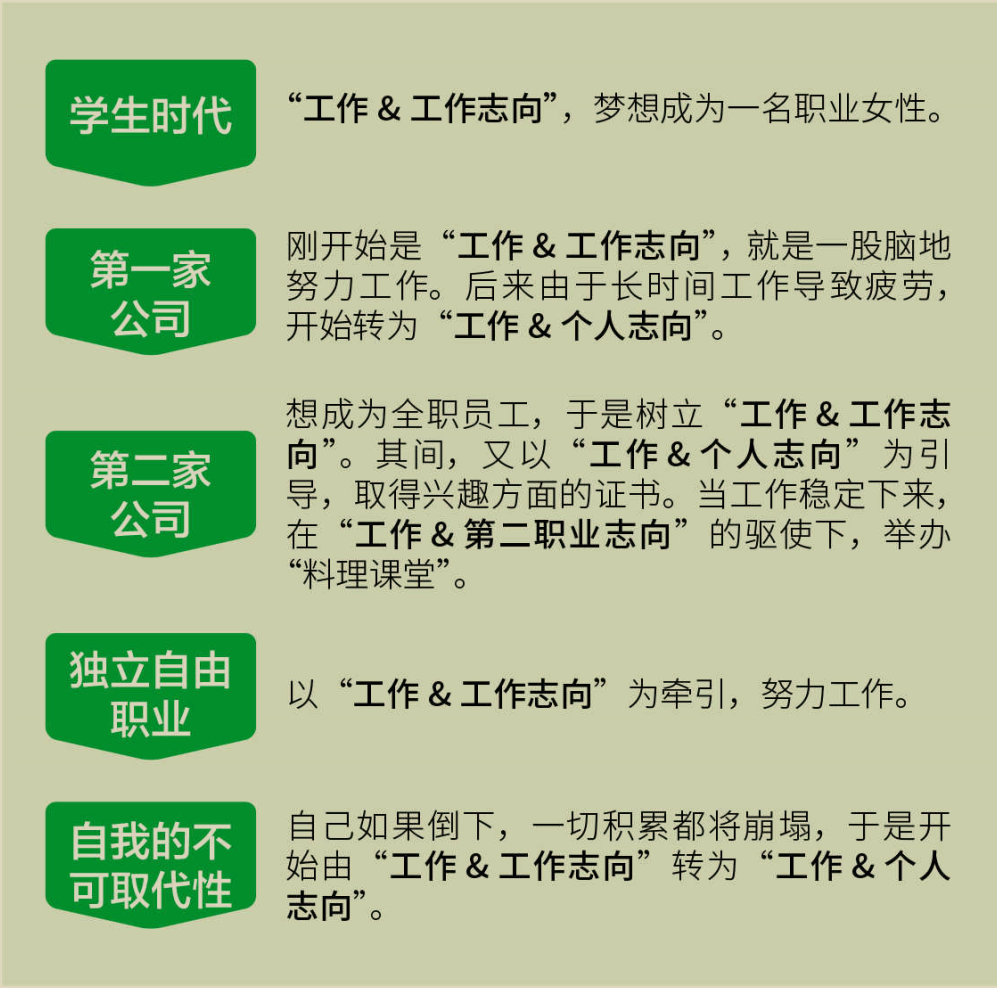 学生时代
“工作 & 工作志向”，梦想成为一名职业女性。
第一家
公司
刚开始是“工作 & 工作志向”，就是一股脑地
努力工作。后来由于长时间工作导致疲劳，
开始转为“工作 & 个人志向”。
第二家
公司
想成为全职员工，于是树立“工作 & 工作志
向”。其间，又以“工作 & 个人志向”为引
导，取得兴趣方面的证书。当工作稳定下来，
在“工作 & 第二职业志向”的驱使下，举办
“料理课堂”。
独立自由
职业
以“工作 & 工作志向”为牵引，努力工作。
自我的不
可取代性
自己如果倒下，一切积累都将崩塌，于是开
始由“工作 & 工作志向”转为“工作 & 个人
志向”。